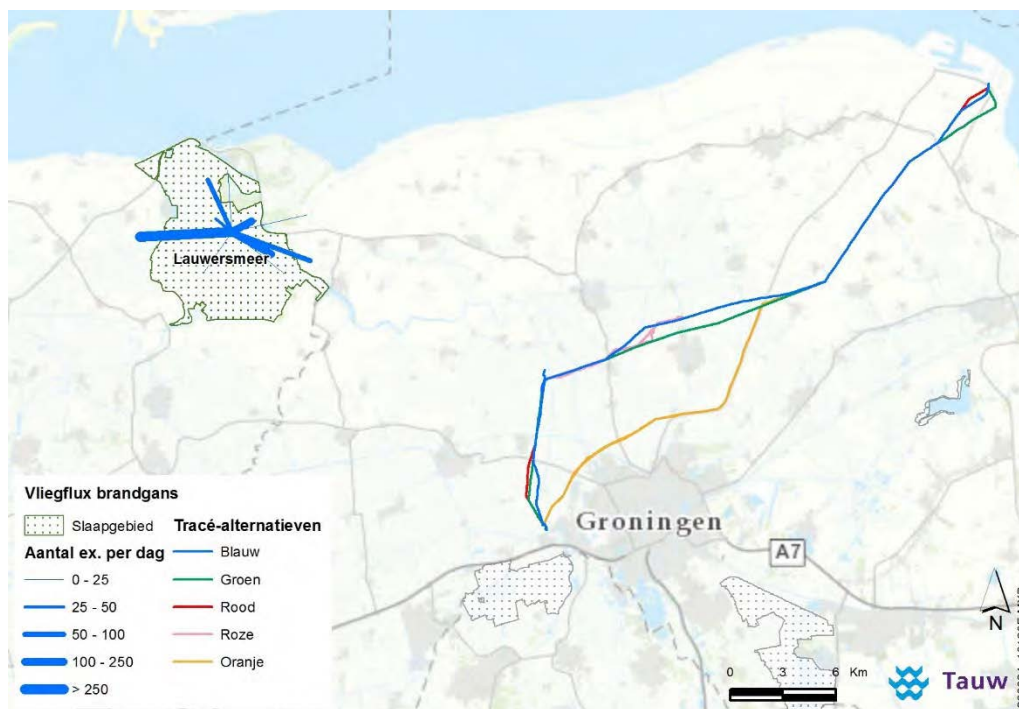 Lauwersmeer
Groningen
A7
Vliegflux brandgans
Slaapgebied
Aantal ex. per dag
0 - 25
25 - 50
50 - 100
100 - 250
> 250
Tracé-alternatieven
Blauw
Groen
Rood
Roze
Oranje
N
0 3 6 Km
Tauw